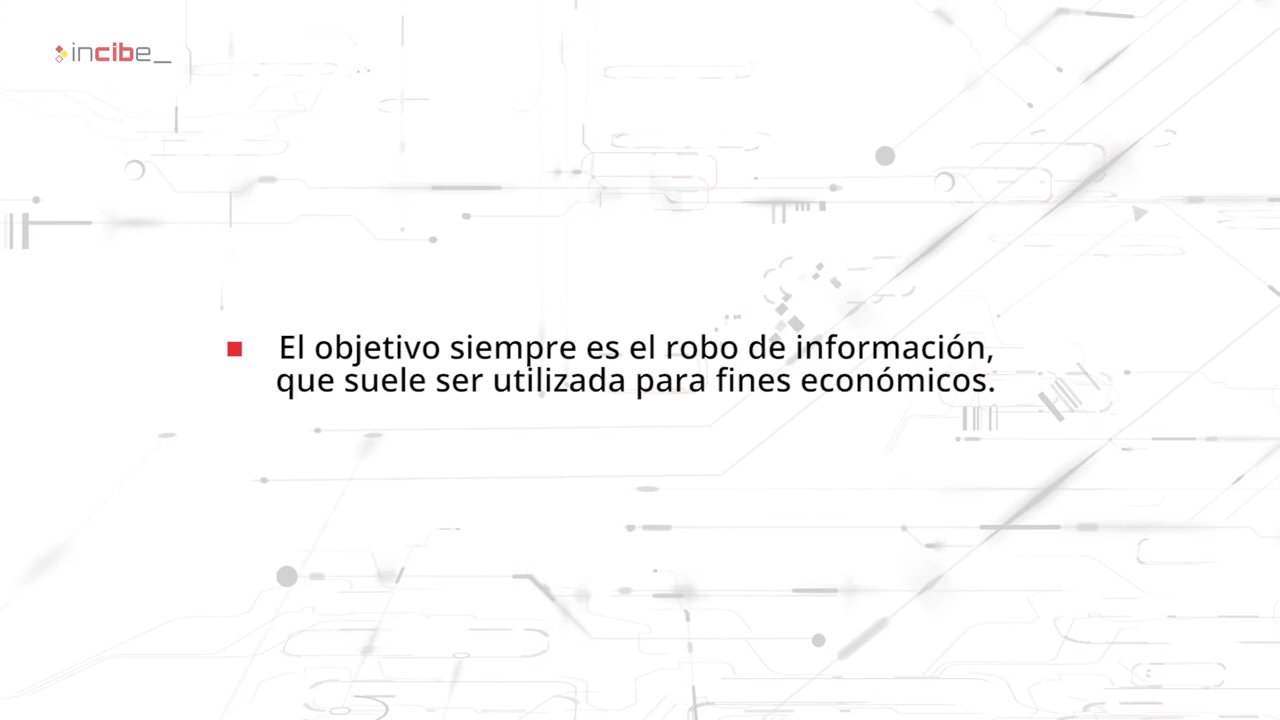 incibe_
El objetivo siempre es el robo de información,
que suele ser utilizada para fines económicos.